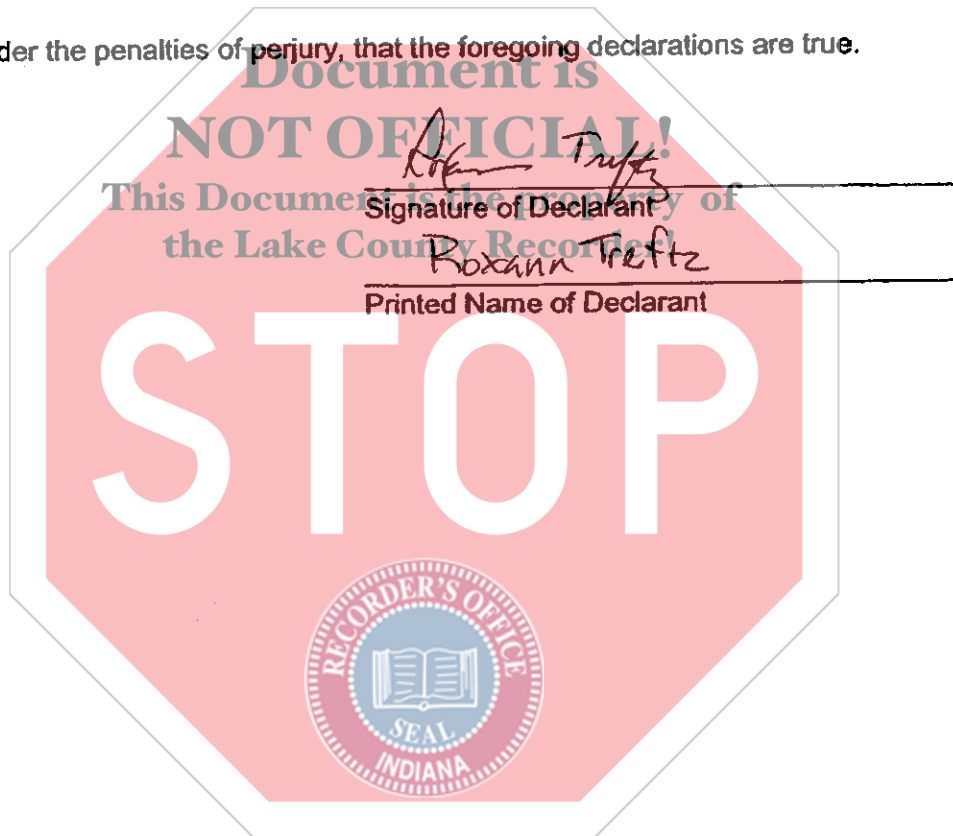 der the penalties of perjury, that the foregoing declarations are true.
Document is
NOT OFFICIAL!
This Document is the property of
the Lake County Recorder!
Signature of Declarant
Roxann Treftz
Printed Name of Declarant
STOP
RECORDER'S OFFICE
SEAL
INDIANA